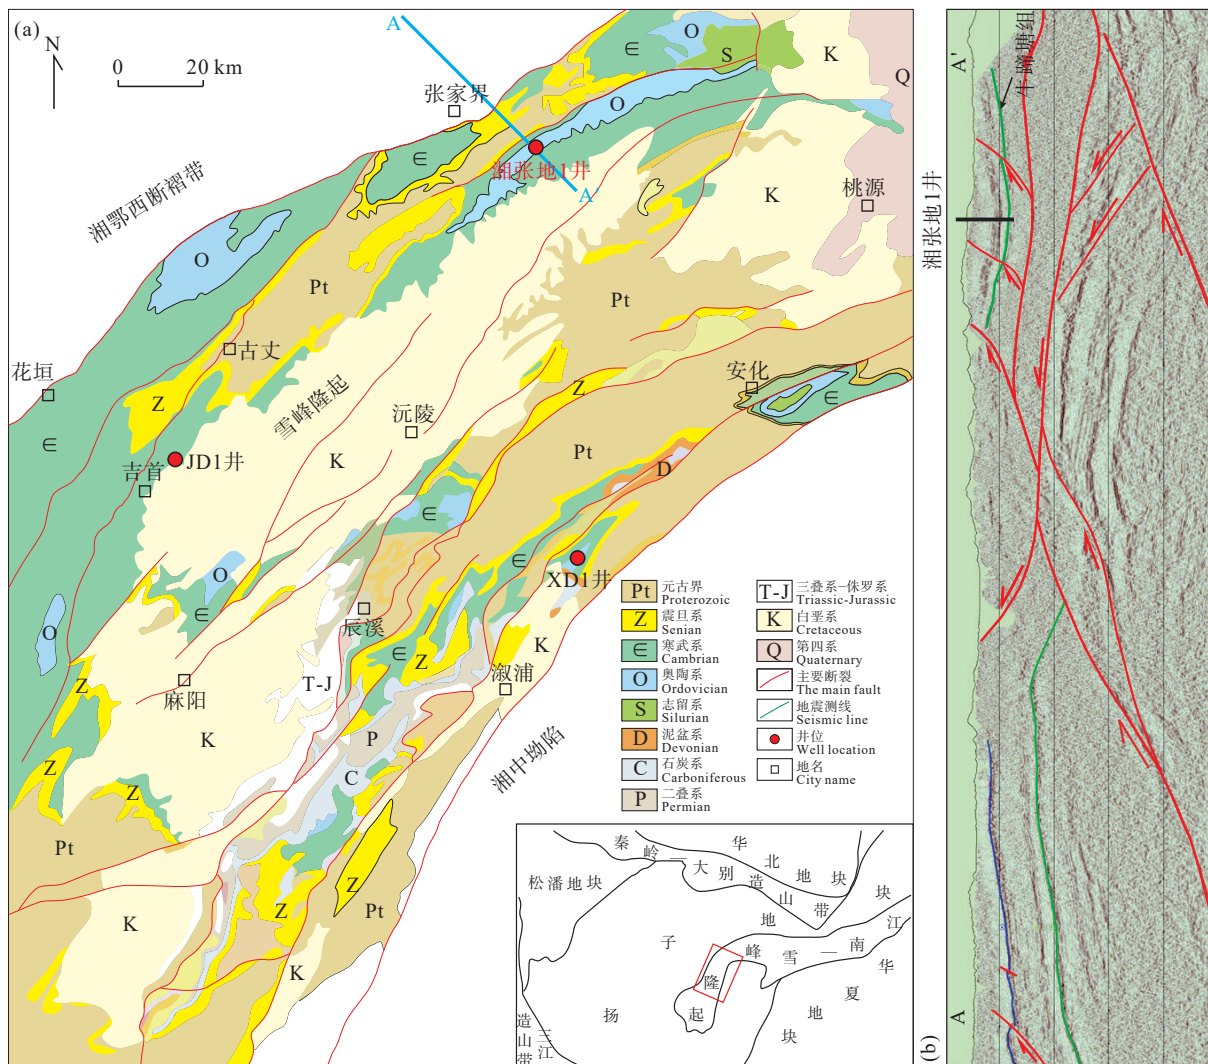 (a)
N
0 20 km
A
A′
张家界
湘张地1井
湘鄂西断褶带
桃源
古丈
花垣
雪峰隆起
沅陵
安化
吉首
JD1井
XD1井
辰溪
麻阳
溆浦
湘中坳陷
O
∈
S
K
Q
O
∈
K
O
Pt
Pt
Z
Z
∈
K
Pt
D
∈
∈
∈
O
∈
O
Z
Z
T-J
K
K
P
C
Z
Z
Pt
Z
Z
Pt
K
K
∈
Pt 元古界
Proterozoic
Z 震旦系
Senian
∈ 寒武系
Cambrian
O 奥陶系
Ordovician
S 志留系
Silurian
D 泥盆系
Devonian
C 石炭系
Carboniferous
P 二叠系
Permian
T-J 三叠系—侏罗系
Triassic-Jurassic
K 白垩系
Cretaceous
Q 第四系
Quaternary
主要断裂
The main fault
地震测线
Seismic line
井位
Well location
地名
City name
秦岭—大别造山带
华北地块
松潘地块
扬子地块
江南—雪峰隆起
华夏地块
三江造山带
(b)
A′
牛蹄塘组
湘张地1井
A